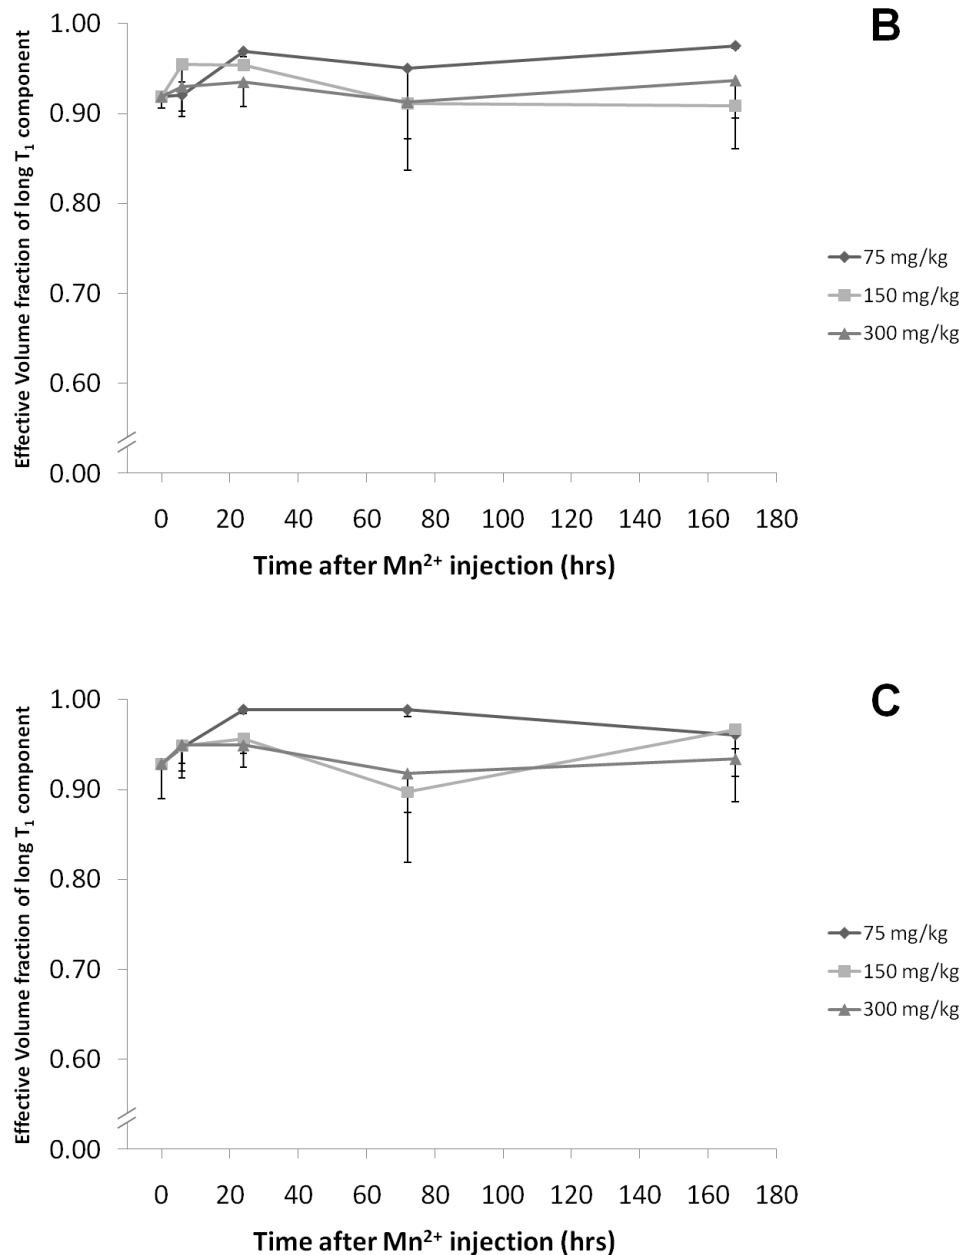 B
Effective Volume fraction of long T₁ component
1.00
0.90
0.80
0.70
0.60
0.00
0 20 40 60 80 100 120 140 160 180
Time after Mn²⁺ injection (hrs)
75 mg/kg
150 mg/kg
300 mg/kg
C
Effective Volume fraction of long T₁ component
1.00
0.90
0.80
0.70
0.60
0.00
0 20 40 60 80 100 120 140 160 180
Time after Mn²⁺ injection (hrs)
75 mg/kg
150 mg/kg
300 mg/kg